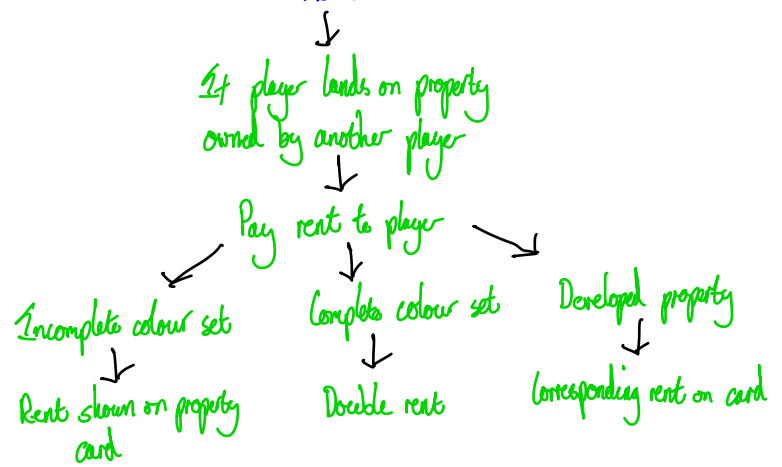 If player lands on property
owned by another player
Pay rent to player
Incomplete colour set
Complete colour set
Developed property
Rent shown on property
card
Double rent
Corresponding rent on card